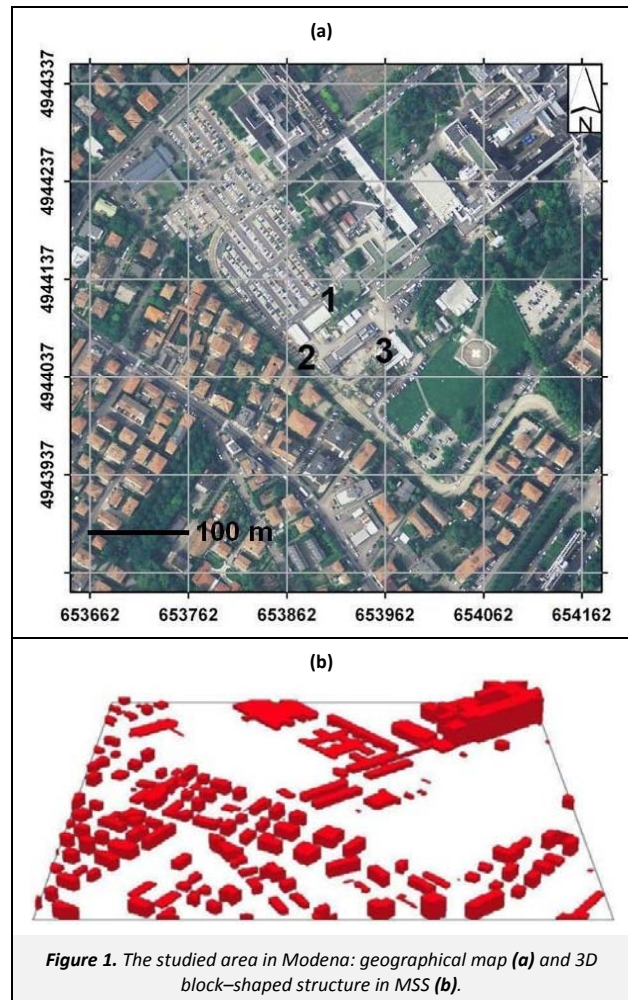 (a)
4944337
4944237
4944137
4944037
4943937
N
1
2
3
100 m
653662 653762 653862 653962 654062 654162
(b)
Figure 1. The studied area in Modena: geographical map (a) and 3D
block–shaped structure in MSS (b).